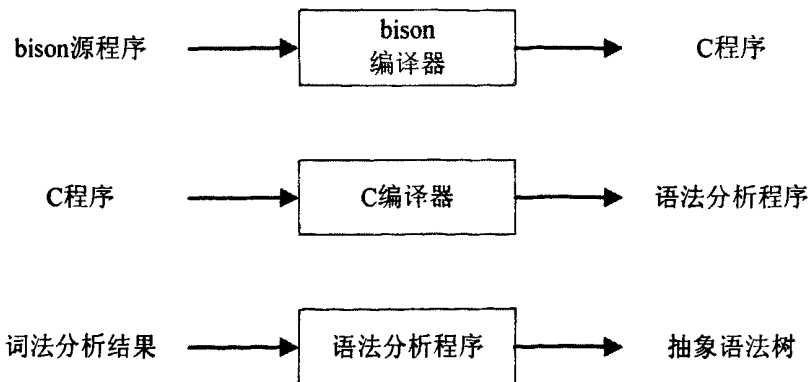 bison源程序
bison
编译器
C程序
C程序
C编译器
语法分析程序
词法分析结果
语法分析程序
抽象语法树